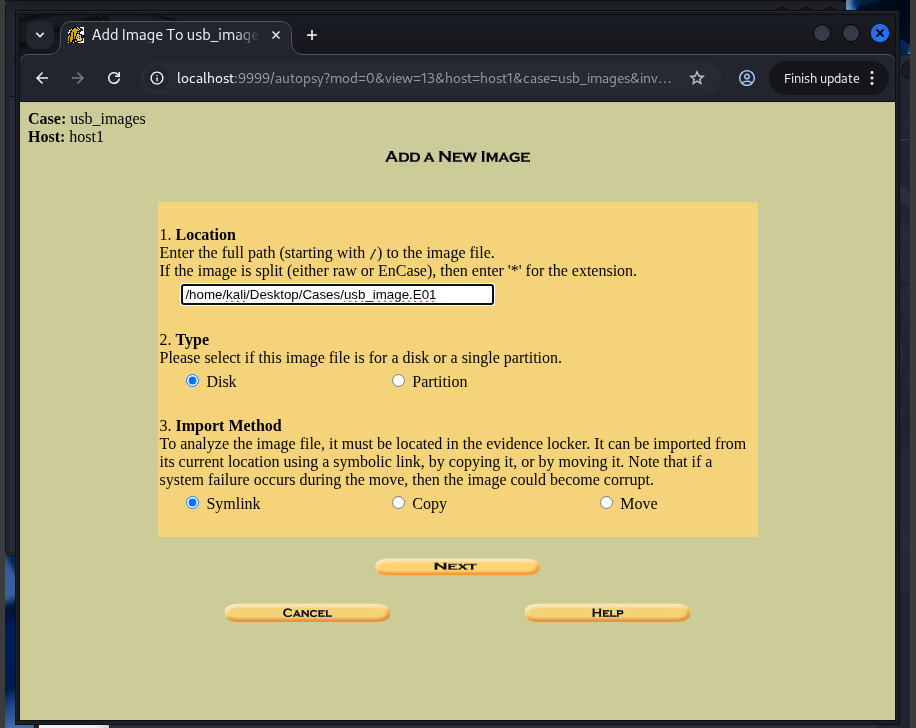 Add Image To usb_image
localhost:9999/autopsy?mod=0&view=13&host=host1&case=usb_images&inv...
Finish update
Case: usb_images
Host: host1
ADD A NEW IMAGE
1. Location
Enter the full path (starting with /) to the image file.
If the image is split (either raw or EnCase), then enter '*' for the extension.
/home/kali/Desktop/Cases/usb_image.E01
2. Type
Please select if this image file is for a disk or a single partition.
Disk Partition
3. Import Method
To analyze the image file, it must be located in the evidence locker. It can be imported from
its current location using a symbolic link, by copying it, or by moving it. Note that if a
system failure occurs during the move, then the image could become corrupt.
Symlink Copy Move
NEXT
CANCEL HELP